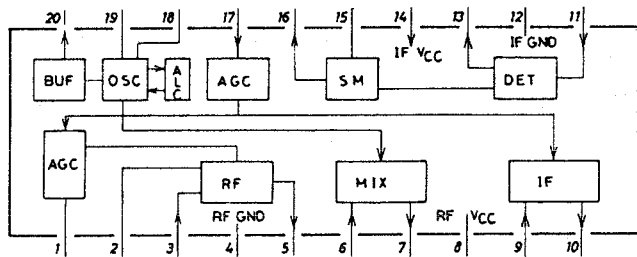 20 19 18 17 16 15 14 13 12 11
IF VCC IF GND
BUF OSC ALC AGC SM DET
AGC RF MIX IF
RF GND RF VCC
1 2 3 4 5 6 7 8 9 10